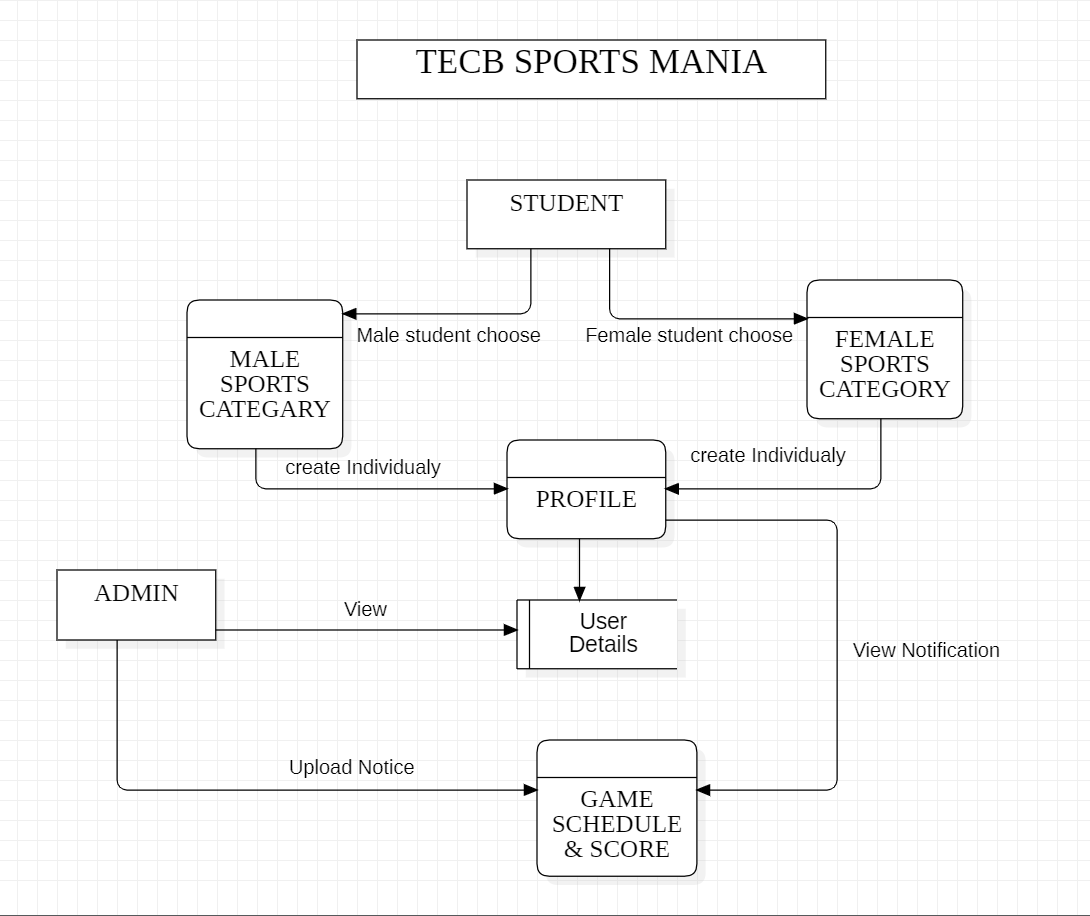 TECB SPORTS MANIA
STUDENT
Male student choose
Female student choose
MALE
SPORTS
CATEGARY
FEMALE
SPORTS
CATEGORY
create Individualy
create Individualy
PROFILE
ADMIN
View
User
Details
View Notification
Upload Notice
GAME
SCHEDULE
& SCORE